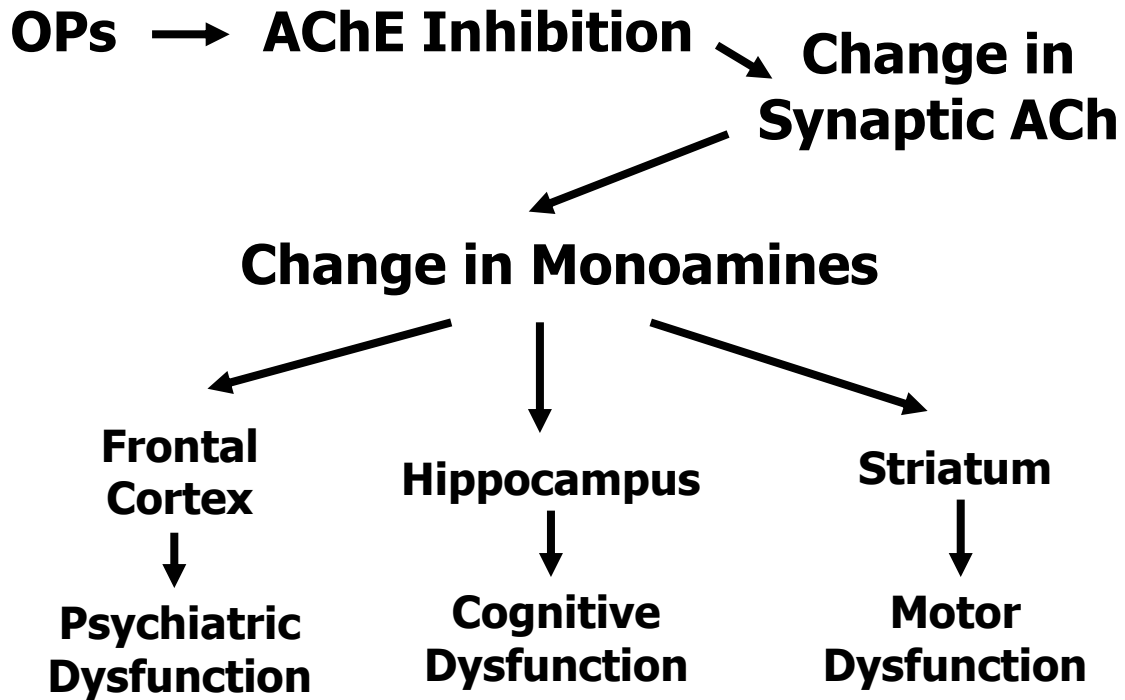 OPs
AChE Inhibition
Change in
Synaptic ACh
Change in Monoamines
Frontal
Cortex
Hippocampus
Striatum
Psychiatric
Dysfunction
Cognitive
Dysfunction
Motor
Dysfunction